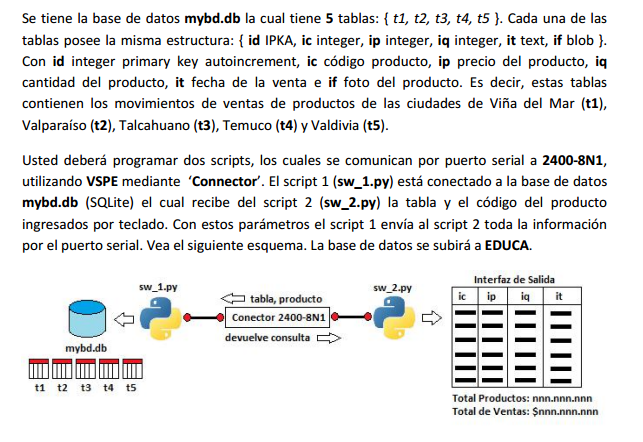 Se tiene la base de datos mybd.db la cual tiene 5 tablas: { t1, t2, t3, t4, t5 }. Cada una de las
tablas posee la misma estructura: { id IPKA, ic integer, ip integer, iq integer, it text, if blob }.
Con id integer primary key autoincrement, ic código producto, ip precio del producto, iq
cantidad del producto, it fecha de la venta e if foto del producto. Es decir, estas tablas
contienen los movimientos de ventas de productos de las ciudades de Viña del Mar (t1),
Valparaíso (t2), Talcahuano (t3), Temuco (t4) y Valdivia (t5).
Usted deberá programar dos scripts, los cuales se comunican por puerto serial a 2400-8N1,
utilizando VSPE mediante ‘Connector’. El script 1 (sw_1.py) está conectado a la base de datos
mybd.db (SQLite) el cual recibe del script 2 (sw_2.py) la tabla y el código del producto
ingresados por teclado. Con estos parámetros el script 1 envía al script 2 toda la información
por el puerto serial. Vea el siguiente esquema. La base de datos se subirá a EDUCA.
sw_1.py
tabla, producto
Conector 2400-8N1
devuelve consulta
sw_2.py
Interfaz de Salida
ic ip iq it
mybd.db
t1 t2 t3 t4 t5
Total Productos: nnn.nnn.nnn
Total de Ventas: $nnn.nnn.nnn